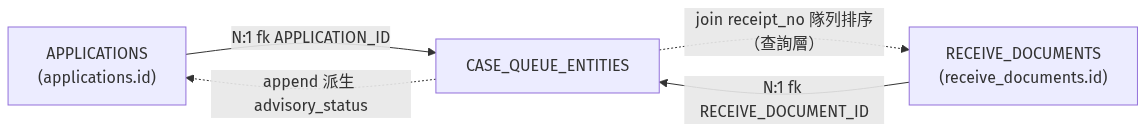 APPLICATIONS
(applications.id)
N:1 fk APPLICATION_ID
append 派生
advisory_status
CASE_QUEUE_ENTITIES
join receipt_no 隊列排序
（查詢層）
N:1 fk
RECEIVE_DOCUMENT_ID
RECEIVE_DOCUMENTS
(receive_documents.id)